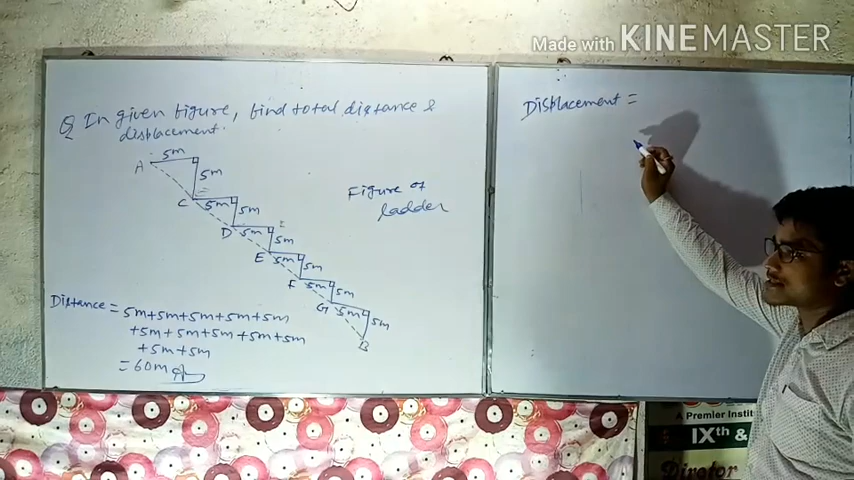 Made with KINEMASTER
Q In given figure, find total distance &
displacement.
A
5m
5m
C
5m
5m
D
5m
5m
E
5m
5m
F
5m
5m
G
5m
5m
B
Figure of
ladder
Distance = 5m+5m+5m+5m+5m
+5m+5m+5m+5m+5m
+5m+5m
= 60m
Displacement =
A Premier Instit
IXth &
Director